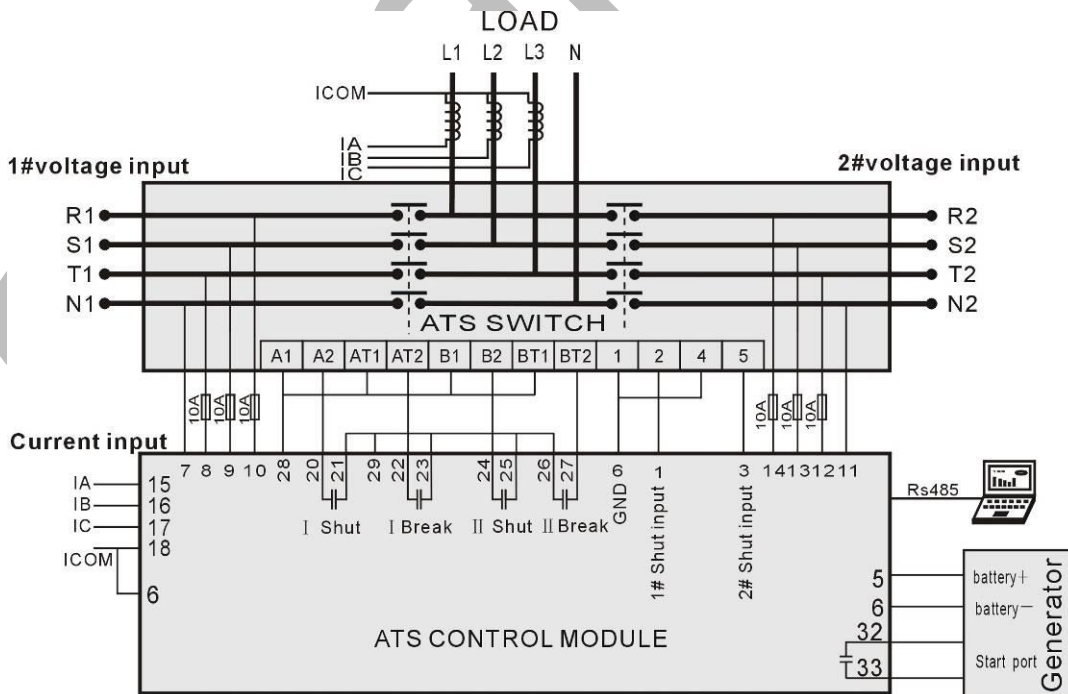 LOAD
L1 L2 L3 N
ICOM
IA
IB
IC
1#voltage input
2#voltage input
R1
S1
T1
N1
R2
S2
T2
N2
ATS SWITCH
A1 A2 AT1 AT2 B1 B2 BT1 BT2 1 2 4 5
10A 10A 10A
10A 10A 10A
Current input
7 8 9 10 28 20 21 29 22 23 24 25 26 27 6 1 3 14 13 12 11
GND
1# Shut input
2# Shut input
I Shut I Break II Shut II Break
IA 15
IB 16
IC 17
18
ICOM
6
Rs485
5 battery+
6 battery−
32
33
Start port
Generator
ATS CONTROL MODULE